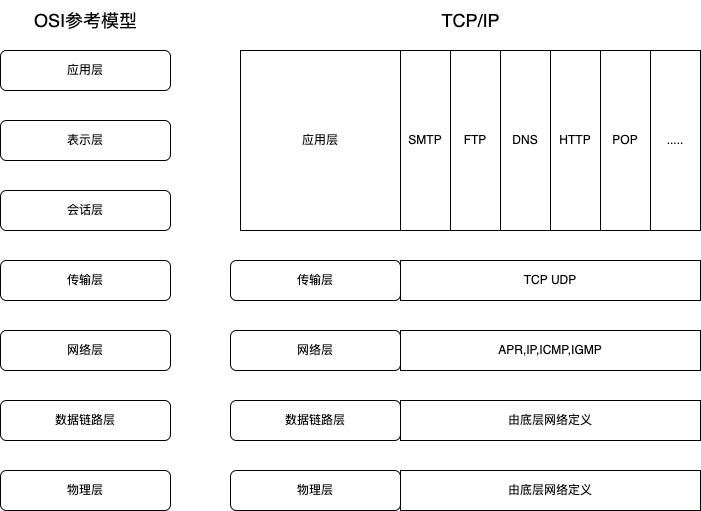 OSI参考模型
TCP/IP
应用层
表示层
会话层
应用层
SMTP
FTP
DNS
HTTP
POP
.....
传输层
传输层
TCP UDP
网络层
网络层
APR,IP,ICMP,IGMP
数据链路层
数据链路层
由底层网络定义
物理层
物理层
由底层网络定义